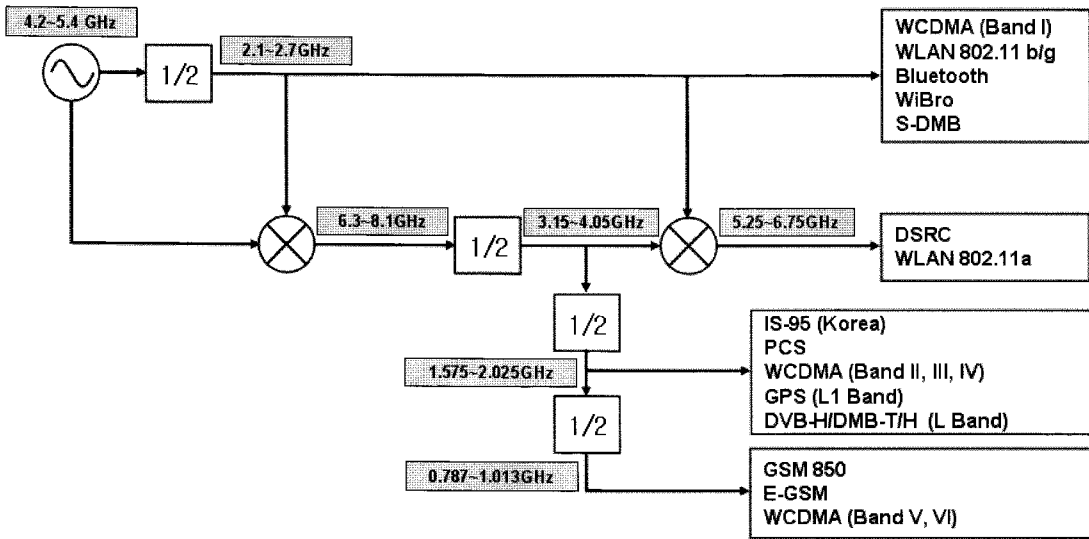 4.2~5.4 GHz
1/2
2.1~2.7GHz
WCDMA (Band I)
WLAN 802.11 b/g
Bluetooth
WiBro
S-DMB
6.3~8.1GHz
1/2
3.15~4.05GHz
5.25~6.75GHz
DSRC
WLAN 802.11a
1/2
1.575~2.025GHz
IS-95 (Korea)
PCS
WCDMA (Band II, III, IV)
GPS (L1 Band)
DVB-H/DMB-T/H (L Band)
1/2
0.787~1.013GHz
GSM 850
E-GSM
WCDMA (Band V, VI)